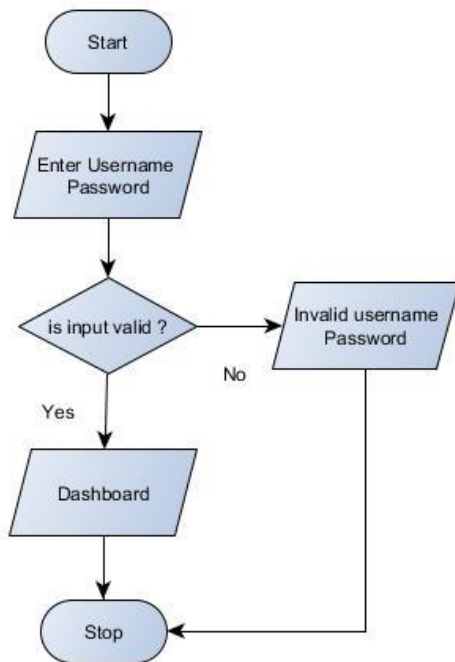 Start
Enter Username
Password
is input valid ?
Invalid username
Password
No
Yes
Dashboard
Stop